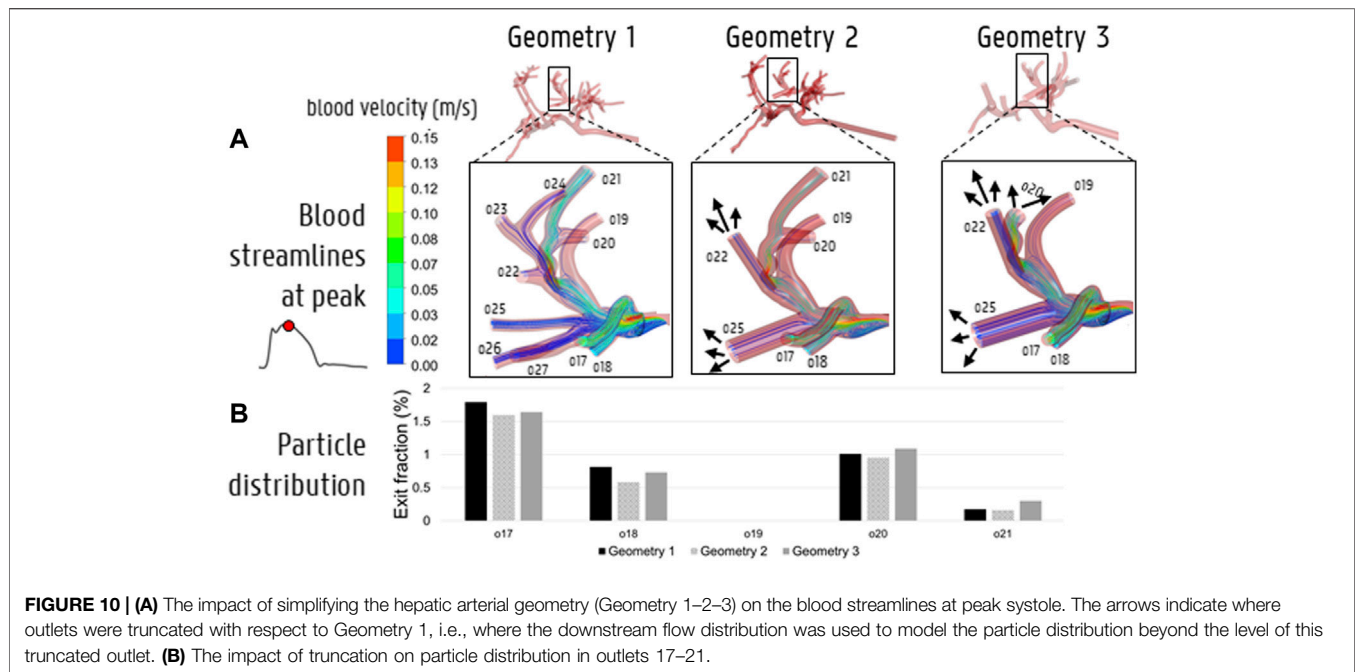 Geometry 1 Geometry 2 Geometry 3
blood velocity (m/s)
A
0.15
0.13
0.12
0.10
0.08
0.07
0.05
0.03
0.02
0.00
Blood
streamlines
at peak
o24 o21
o23
o19
o20
o22
o25
o26
o27 o17 o18
o21
o19
o20
o22
o25
o17
o18
o20 o19
o22
o25
o17
o18
B
Particle
distribution
Exit fraction (%)
2
1.5
1
0.5
0
o17 o18 o19 o20 o21
Geometry 1 Geometry 2 Geometry 3
FIGURE 10 | (A) The impact of simplifying the hepatic arterial geometry (Geometry 1–2–3) on the blood streamlines at peak systole. The arrows indicate where
outlets were truncated with respect to Geometry 1, i.e., where the downstream flow distribution was used to model the particle distribution beyond the level of this
truncated outlet. (B) The impact of truncation on particle distribution in outlets 17–21.